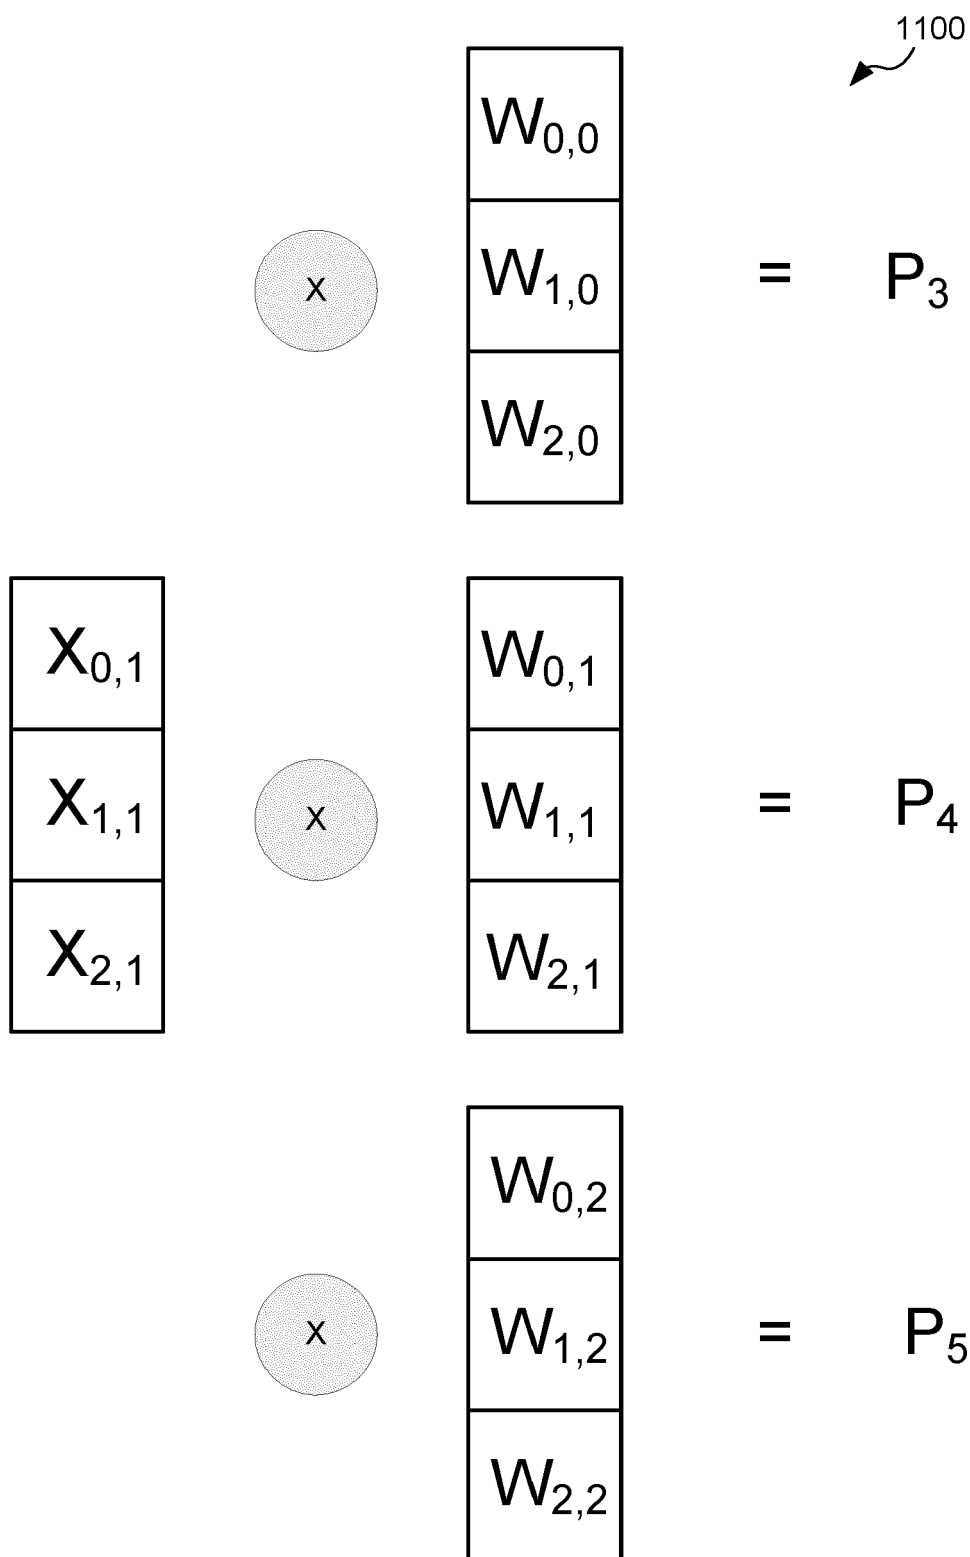 1100
W0,0
x W1,0 = P3
W2,0
X0,1 W0,1
X1,1 x W1,1 = P4
X2,1 W2,1
W0,2
x W1,2 = P5
W2,2